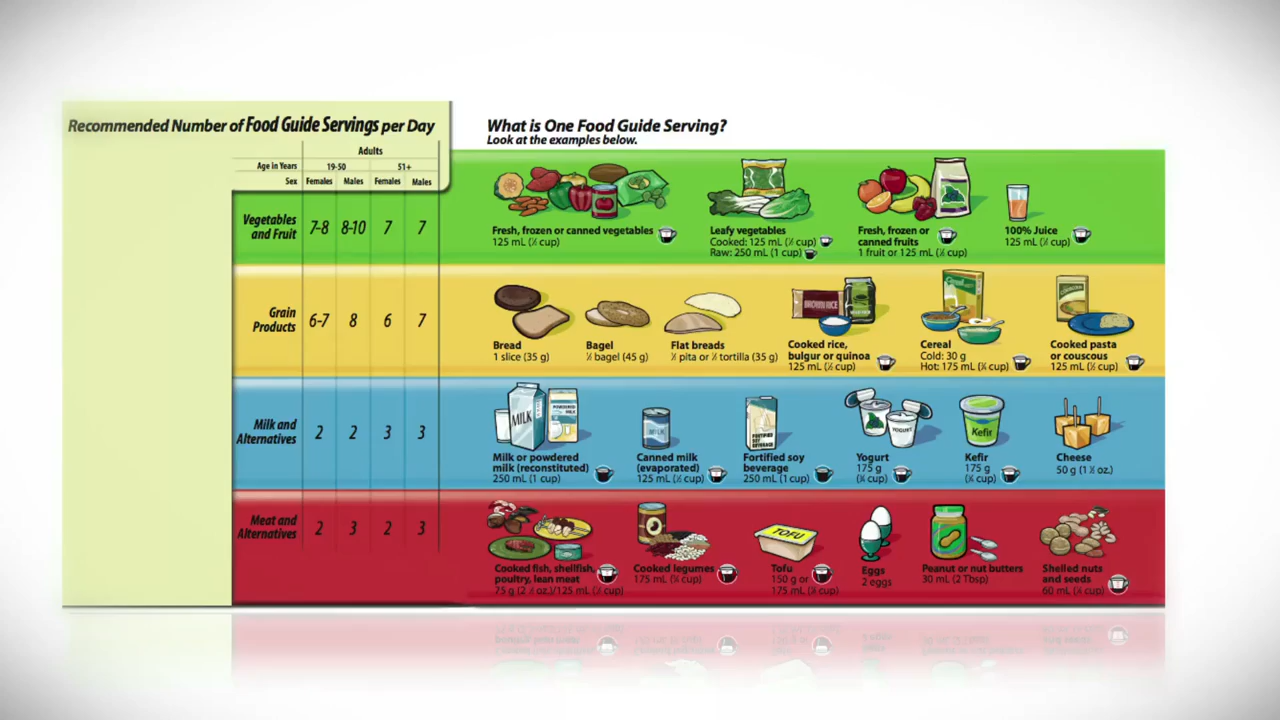 Recommended Number of Food Guide Servings per Day
Adults
Age in Years 19-50 51+
Sex Females Males Females Males
Vegetables and Fruit 7-8 8-10 7 7
Grain Products 6-7 8 6 7
Milk and Alternatives 2 2 3 3
Meat and Alternatives 2 3 2 3
What is One Food Guide Serving?
Look at the examples below.
Fresh, frozen or canned vegetables
125 mL (½ cup)
Leafy vegetables
Cooked: 125 mL (½ cup)
Raw: 250 mL (1 cup)
Fresh, frozen or
canned fruits
1 fruit or 125 mL (½ cup)
100% Juice
125 mL (½ cup)
Bread
1 slice (35 g)
Bagel
½ bagel (45 g)
Flat breads
½ pita or ½ tortilla (35 g)
BROWN RICE
Cooked rice,
bulgur or quinoa
125 mL (½ cup)
Cereal
Cold: 30 g
Hot: 175 mL (¾ cup)
Cooked pasta
or couscous
125 mL (½ cup)
MILK
POWDERED
MILK
Milk or powdered
milk (reconstituted)
250 mL (1 cup)
MILK
Canned milk
(evaporated)
125 mL (½ cup)
FORTIFIED
SOY
BEVERAGE
Fortified soy
beverage
250 mL (1 cup)
YOGURT
Yogurt
175 g
(¾ cup)
Kefir
Kefir
175 g
(¾ cup)
Cheese
50 g (1 ½ oz.)
Cooked fish, shellfish,
poultry, lean meat
75 g (2 ½ oz.)/125 mL (½ cup)
Cooked legumes
175 mL (¾ cup)
TOFU
Tofu
150 g or
175 mL (¾ cup)
Eggs
2 eggs
Peanut or nut butters
30 mL (2 Tbsp)
Shelled nuts
and seeds
60 mL (¼ cup)